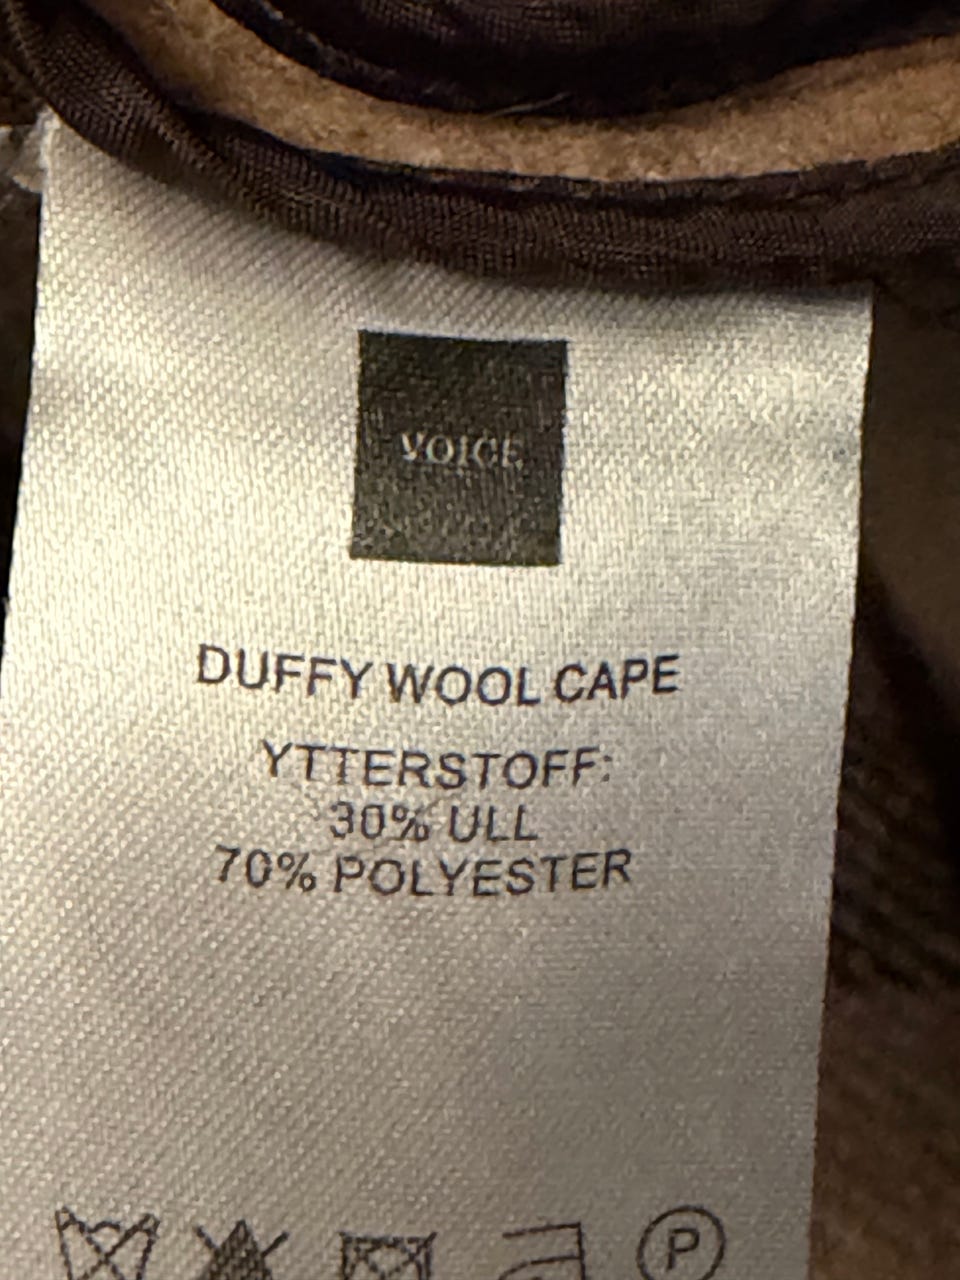 VOICE
DUFFY WOOL CAPE
YTTERSTOFF:
30% ULL
70% POLYESTER
P